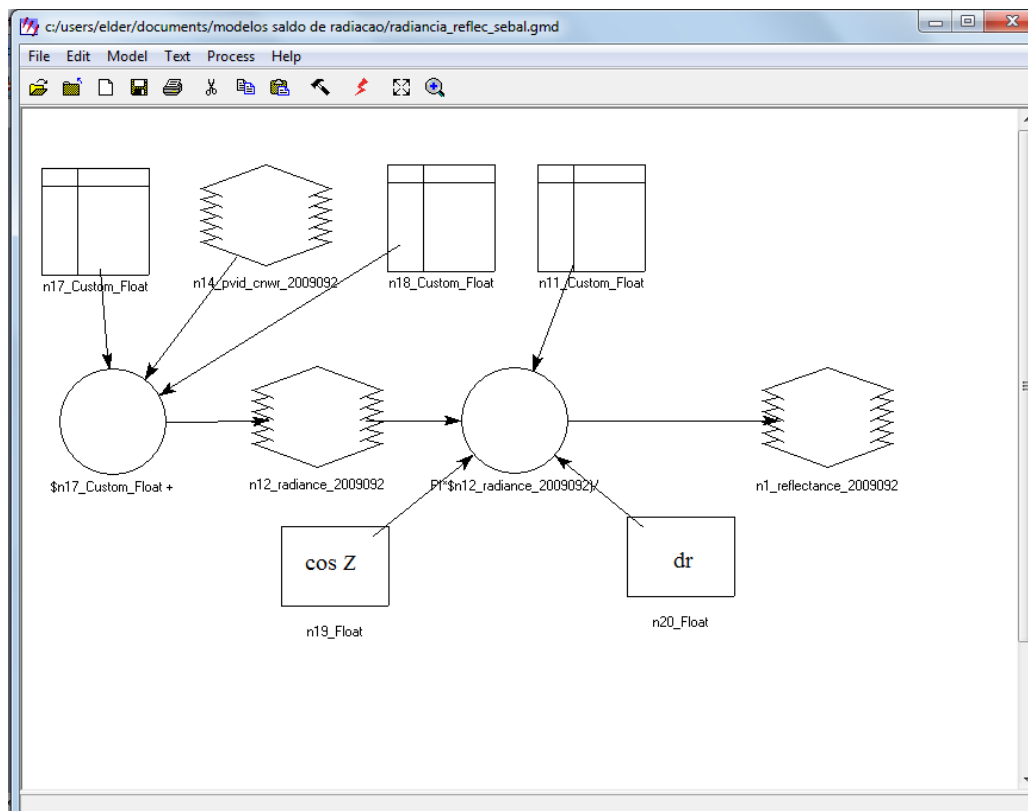 c:/users/elder/documents/modelos saldo de radiacao/radiancia_reflec_sebal.gmd
File Edit Model Text Process Help
n17_Custom_Float
n14_pvid_cnwr_2009092
n18_Custom_Float
n11_Custom_Float
$n17_Custom_Float +
n12_radiance_2009092
PI*$n12_radiance_2009092)/
n1_reflectance_2009092
cos Z
dr
n19_Float
n20_Float